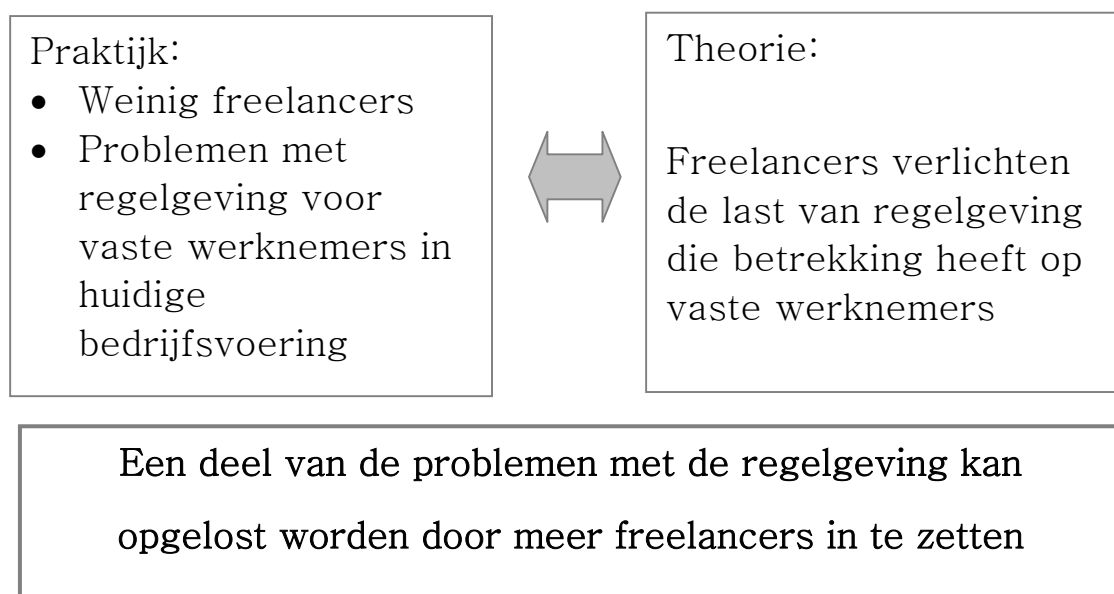 Praktijk:
• Weinig freelancers
• Problemen met
regelgeving voor
vaste werknemers in
huidige
bedrijfsvoering
Theorie:
Freelancers verlichten
de last van regelgeving
die betrekking heeft op
vaste werknemers
Een deel van de problemen met de regelgeving kan
opgelost worden door meer freelancers in te zetten